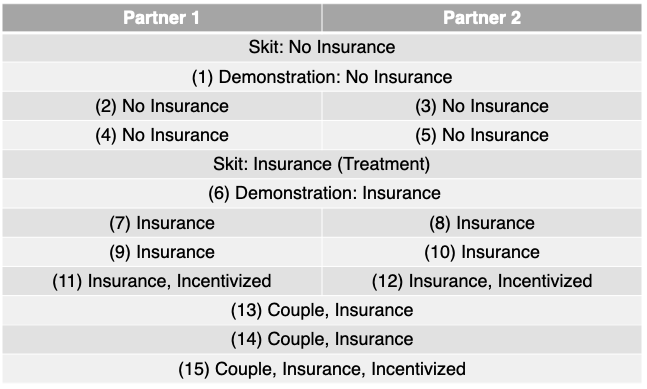 Partner 1 Partner 2
Skit: No Insurance
(1) Demonstration: No Insurance
(2) No Insurance (3) No Insurance
(4) No Insurance (5) No Insurance
Skit: Insurance (Treatment)
(6) Demonstration: Insurance
(7) Insurance (8) Insurance
(9) Insurance (10) Insurance
(11) Insurance, Incentivized (12) Insurance, Incentivized
(13) Couple, Insurance
(14) Couple, Insurance
(15) Couple, Insurance, Incentivized